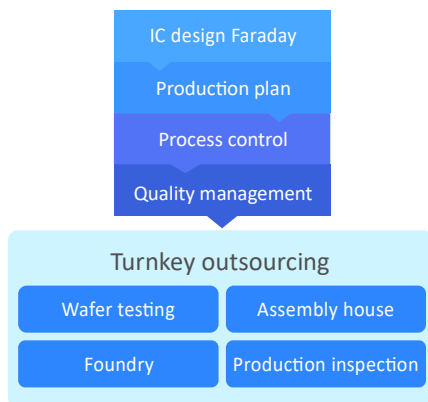 IC design Faraday
Production plan
Process control
Quality management
Turnkey outsourcing
Wafer testing
Assembly house
Foundry
Production inspection